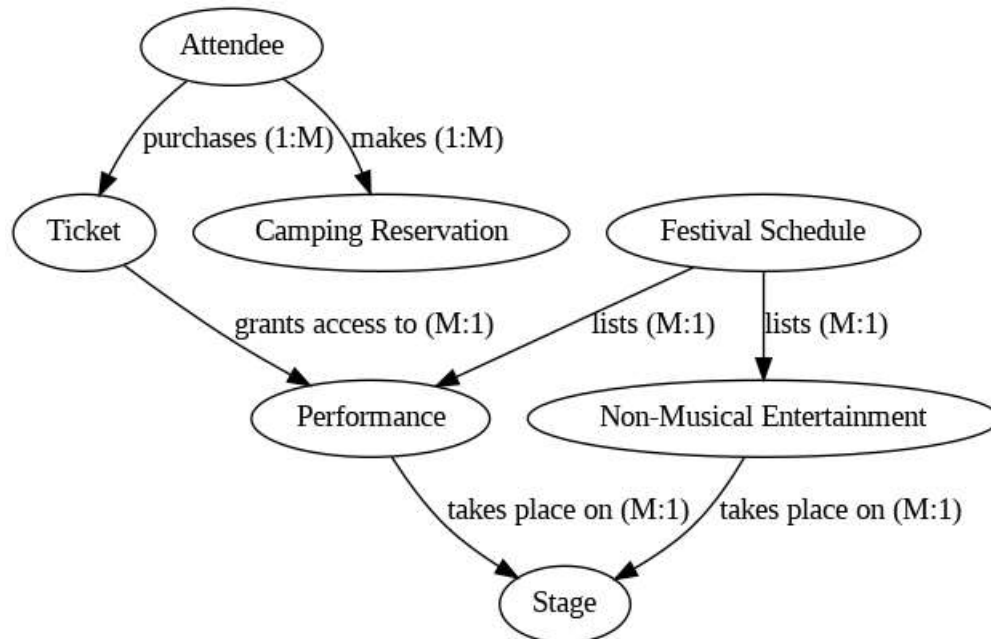 Attendee
purchases (1:M)
makes (1:M)
Ticket
Camping Reservation
Festival Schedule
grants access to (M:1)
lists (M:1)
lists (M:1)
Performance
Non-Musical Entertainment
takes place on (M:1)
takes place on (M:1)
Stage